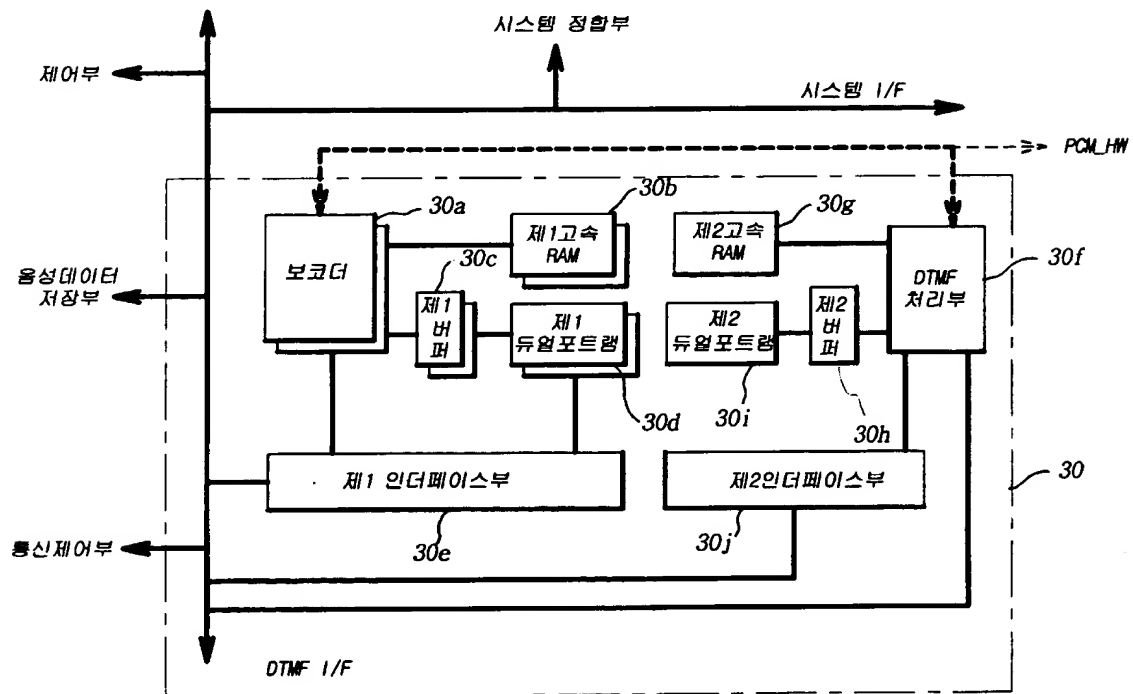 시스템 정합부
제어부
시스템 I/F
PCM_HW
30a
30b
30g
보코더
제1고속
RAM
제2고속
RAM
30f
DTMF
처리부
30c
음성데이터
저장부
제1
버
퍼
제1
듀얼포트램
제2
듀얼포트램
제2
버
퍼
30d
30i
30h
제1 인더페이스부
제2인더페이스부
30
통신제어부
30e
30j
DTMF I/F